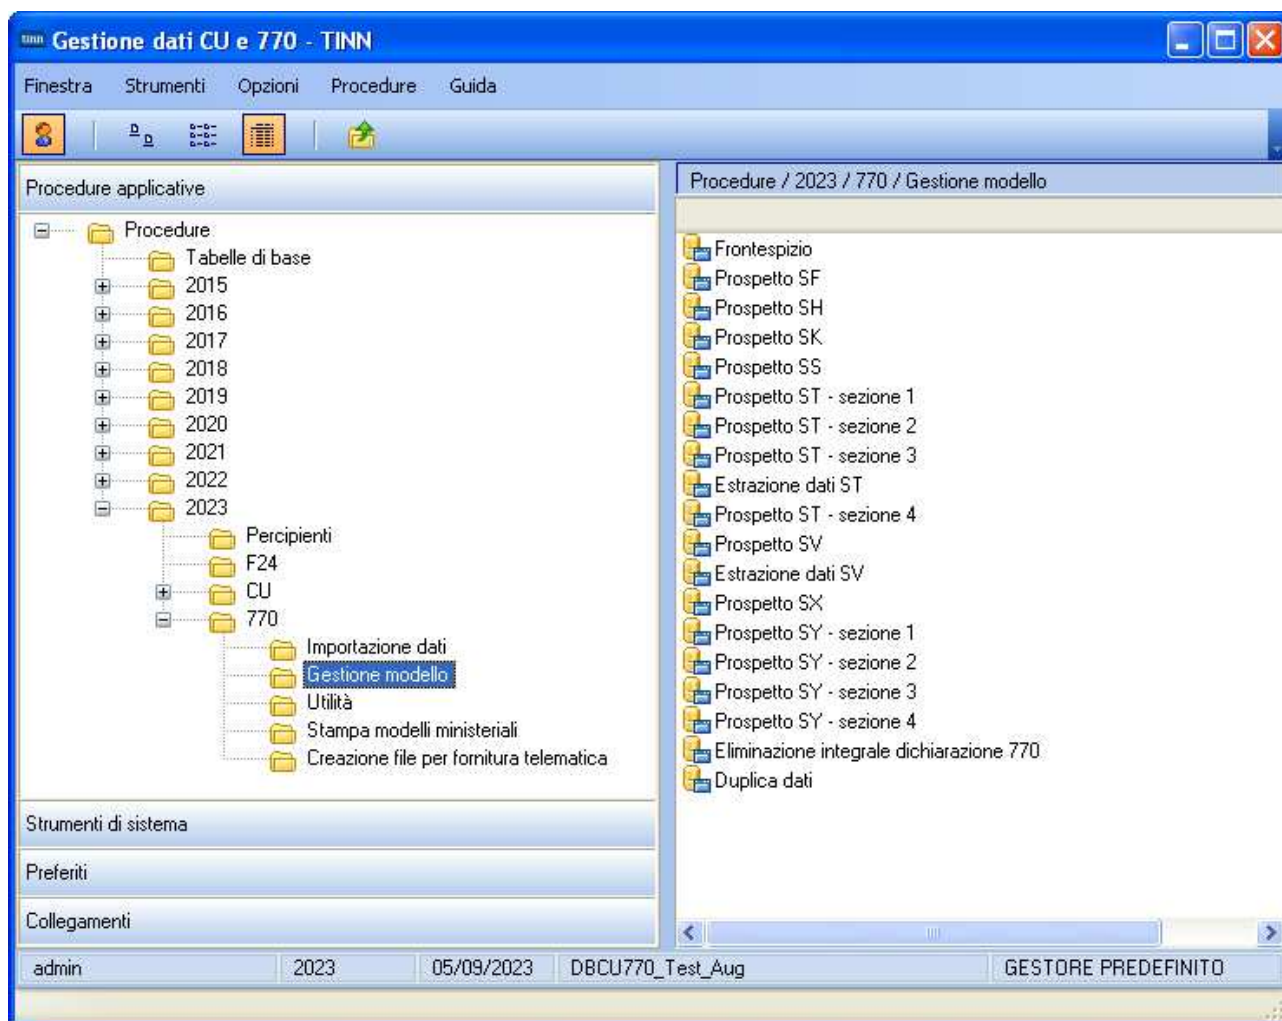 tinn Gestione dati CU e 770 - TINN
Finestra Strumenti Opzioni Procedure Guida
Procedure applicative
Procedure
Tabelle di base
2015
2016
2017
2018
2019
2020
2021
2022
2023
Percipienti
F24
CU
770
Importazione dati
Gestione modello
Utilità
Stampa modelli ministeriali
Creazione file per fornitura telematica
Strumenti di sistema
Preferiti
Collegamenti
Procedure / 2023 / 770 / Gestione modello
Frontespizio
Prospetto SF
Prospetto SH
Prospetto SK
Prospetto SS
Prospetto ST - sezione 1
Prospetto ST - sezione 2
Prospetto ST - sezione 3
Estrazione dati ST
Prospetto ST - sezione 4
Prospetto SV
Estrazione dati SV
Prospetto SX
Prospetto SY - sezione 1
Prospetto SY - sezione 2
Prospetto SY - sezione 3
Prospetto SY - sezione 4
Eliminazione integrale dichiarazione 770
Duplica dati
admin 2023 05/09/2023 DBCU770_Test_Aug GESTORE PREDEFINITO